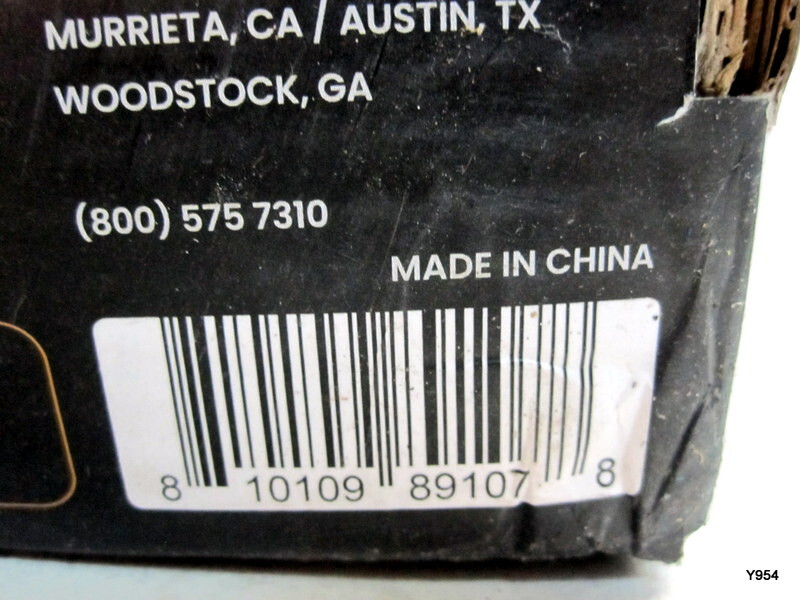 MURRIETA, CA / AUSTIN, TX
WOODSTOCK, GA
(800) 575 7310
MADE IN CHINA
8 10109 89107 8
Y954